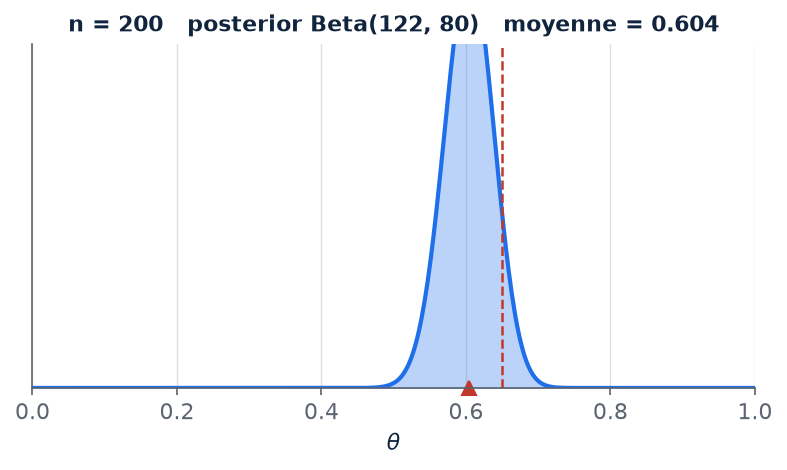 n = 200 posterior Beta(122, 80) moyenne = 0.604
0.0 0.2 0.4 0.6 0.8 1.0
θ